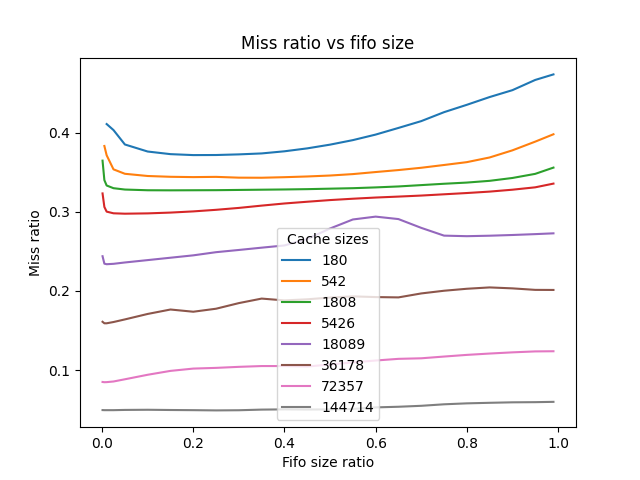 Miss ratio vs fifo size
Miss ratio
0.4
0.3
0.2
0.1
Cache sizes
180
542
1808
5426
18089
36178
72357
144714
0.0 0.2 0.4 0.6 0.8 1.0
Fifo size ratio